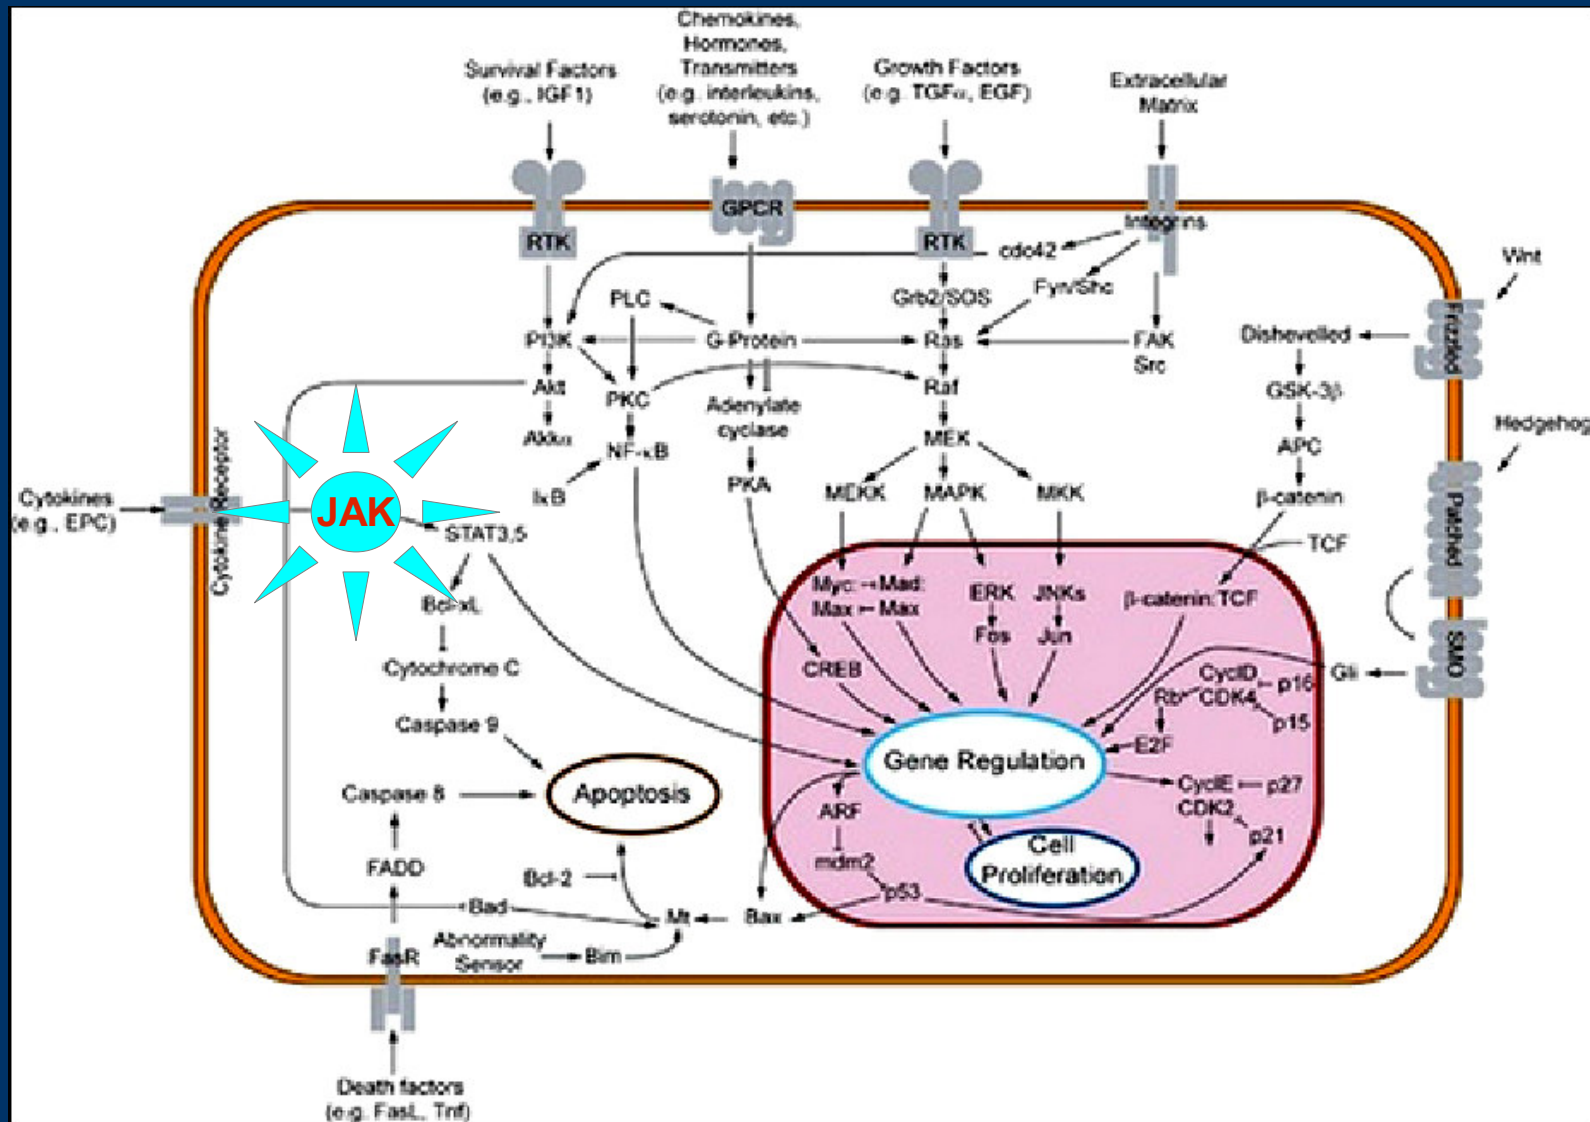 Chemokines,
Hormones,
Transmitters
(e.g. interleukins,
serotonin, etc.)
Survival Factors
(e.g., IGF1)
Growth Factors
(e.g. TGFα, EGF)
Extracellular
Matrix
RTK
GPCR
RTK
Integrins
cdc42
Wnt
PLC
Grb2/SOS
Fyn/Shc
Frizzled
PI3K
G-Protein
Ras
FAK
Src
Dishevelled
Akt
PKC
Adenylate
cyclase
Raf
GSK-3β
Akkα
NF-κB
MEK
APC
Hedgehog
IκB
PKA
MEKK
MAPK
MKK
β-catenin
Patched
Cytokines
(e.g., EPC)
Cytokine Receptor
JAK
STAT3,5
TCF
Bcl-xL
Myc:
Mad:
Max
Max
ERK
JNKs
β-catenin:TCF
Fos
Jun
SMO
Cytochrome C
CREB
Gli
CyclD
CDK4
p16
Rb
p15
Caspase 9
E2F
Gene Regulation
Caspase 8
Apoptosis
CyclE
CDK2
p27
ARF
p21
FADD
mdm2
Cell
Proliferation
Bcl-2
p53
Bad
Mt
Bax
FasR
Abnormality
Sensor
Bim
Death factors
(e.g. FasL, Tnf)